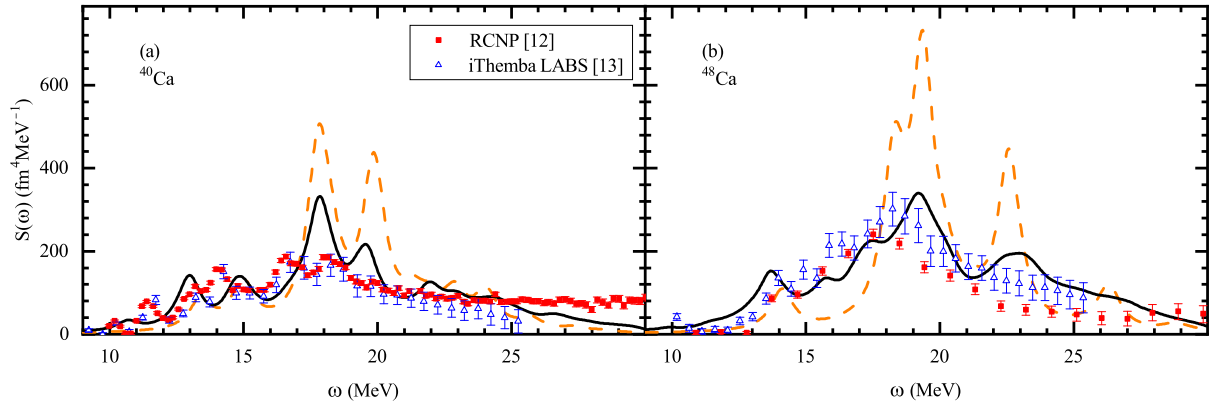 (a)
⁴⁰Ca
RCNP [12]
iThemba LABS [13]
(b)
⁴⁸Ca
S(ω) (fm⁴MeV⁻¹)
600
400
200
0
10 15 20 25
10 15 20 25
ω (MeV)
ω (MeV)